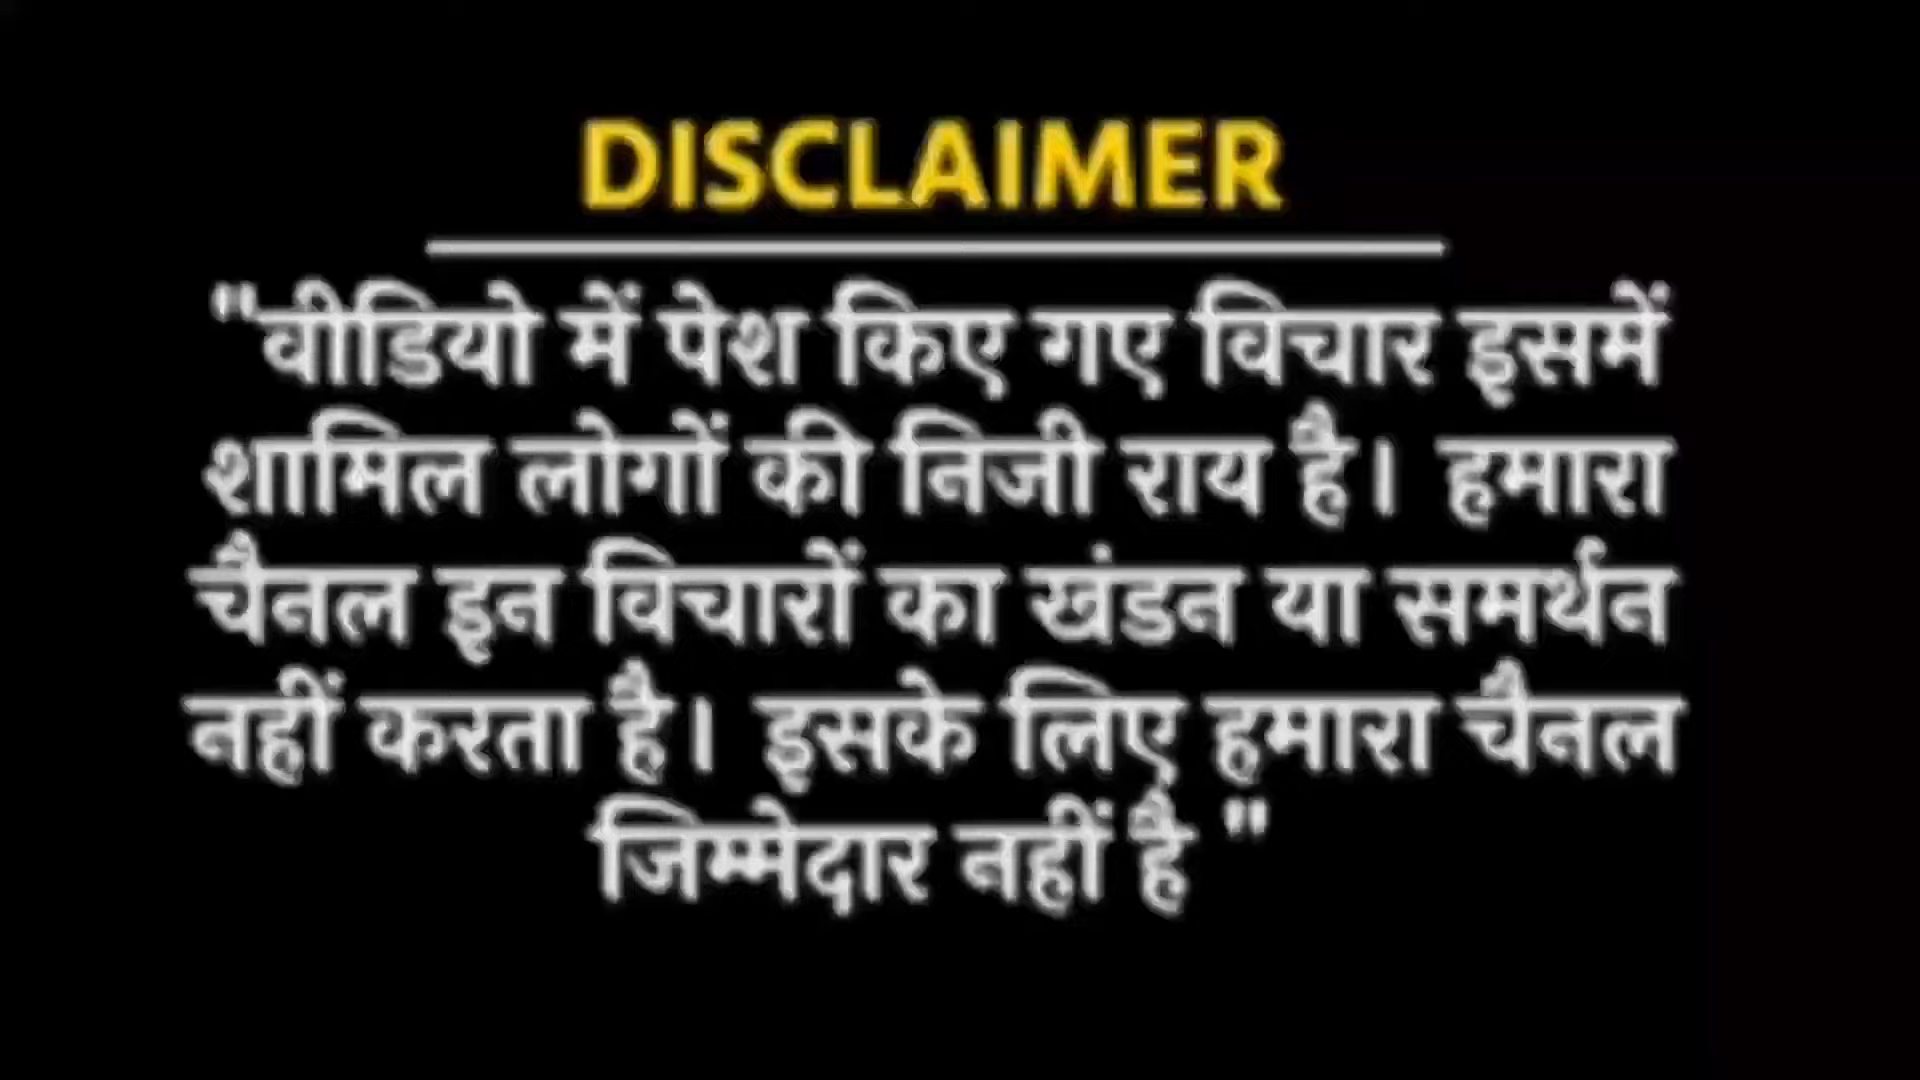 DISCLAIMER
"वीडियो में पेश किए गए विचार इसमें
शामिल लोगों की निजी राय है। हमारा
चैनल इन विचारों का खंडन या समर्थन
नहीं करता है। इसके लिए हमारा चैनल
जिम्मेदार नहीं है "